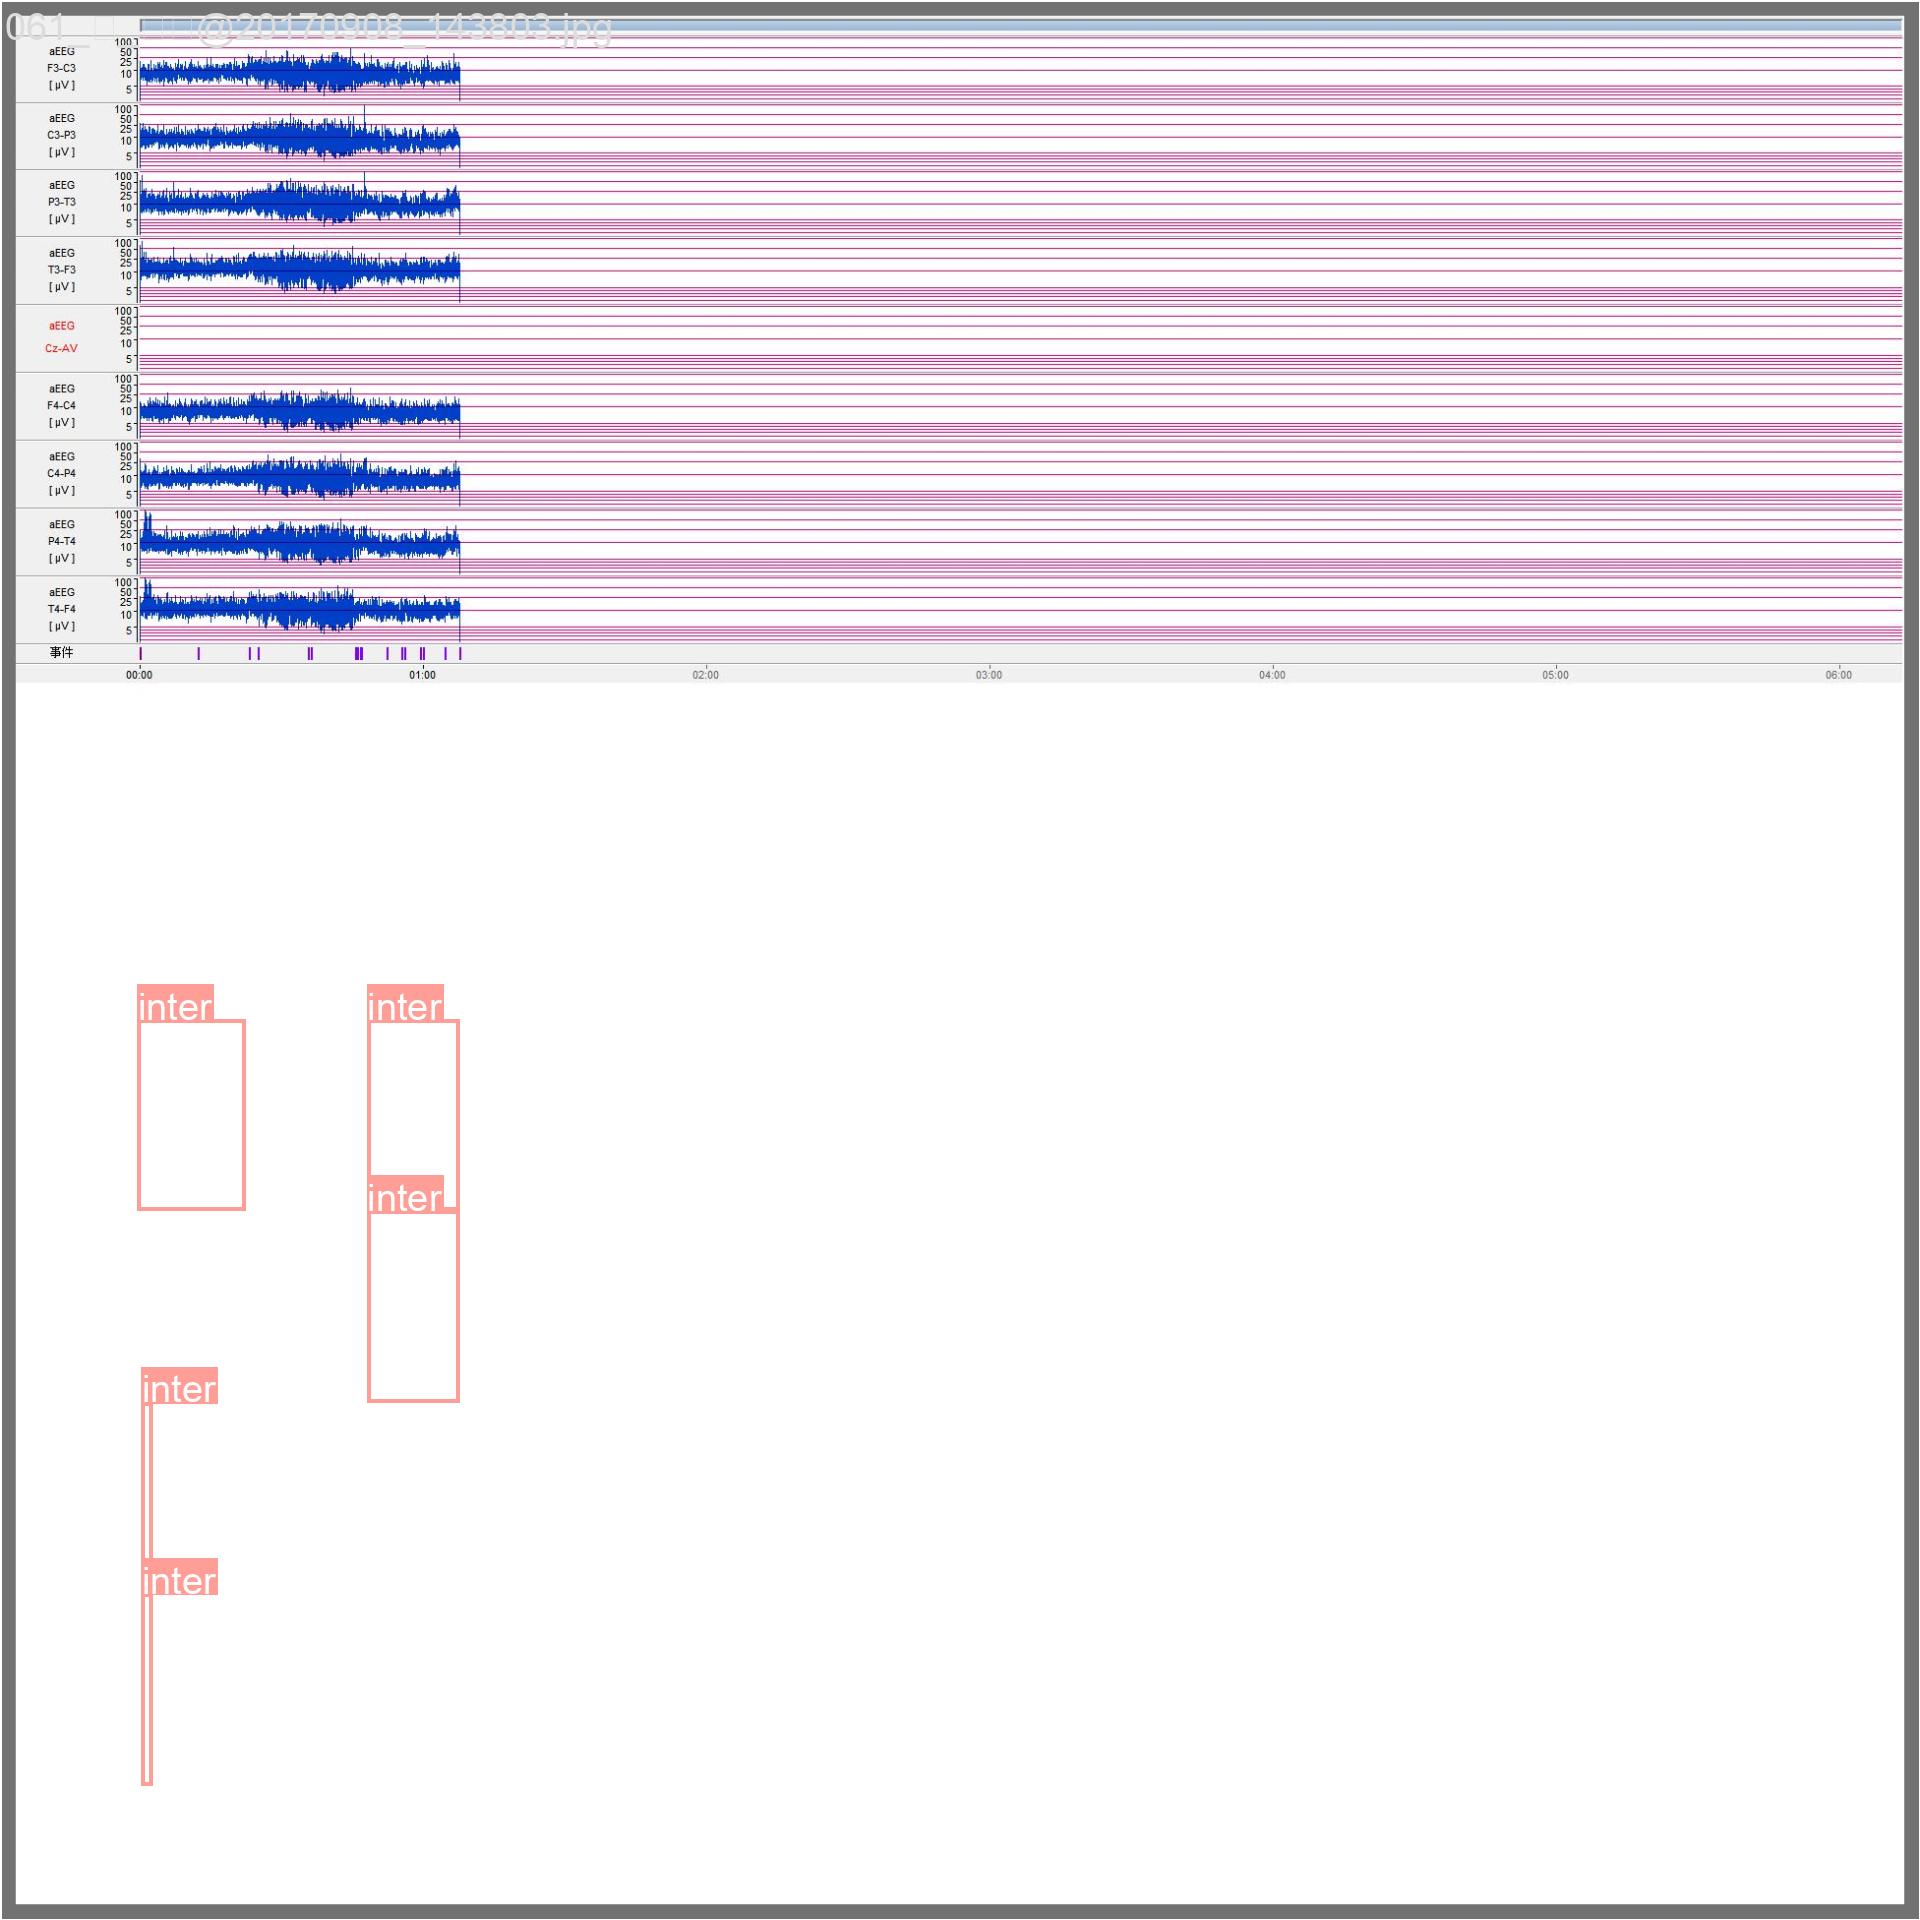 061_ @20170908_143803.jpg
aEEG
F3-C3
[ µV ]
100
50
25
10
5
aEEG
C3-P3
[ µV ]
100
50
25
10
5
aEEG
P3-T3
[ µV ]
100
50
25
10
5
aEEG
T3-F3
[ µV ]
100
50
25
10
5
aEEG
Cz-AV
100
50
25
10
5
aEEG
F4-C4
[ µV ]
100
50
25
10
5
aEEG
C4-P4
[ µV ]
100
50
25
10
5
aEEG
P4-T4
[ µV ]
100
50
25
10
5
aEEG
T4-F4
[ µV ]
100
50
25
10
5
事件
00:00 01:00 02:00 03:00 04:00 05:00 06:00
inter inter
inter
inter
inter